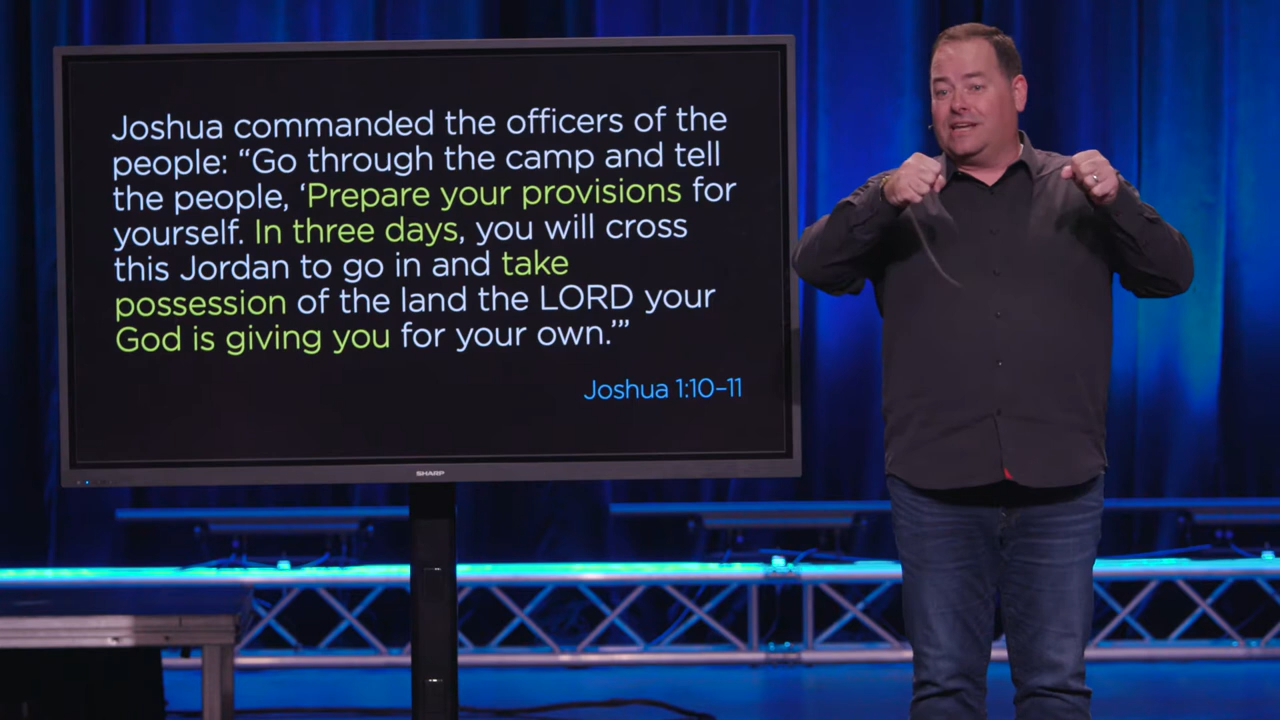 Joshua commanded the officers of the
people: “Go through the camp and tell
the people, ‘Prepare your provisions for
yourself. In three days, you will cross
this Jordan to go in and take
possession of the land the LORD your
God is giving you for your own.’”
Joshua 1:10–11
SHARP